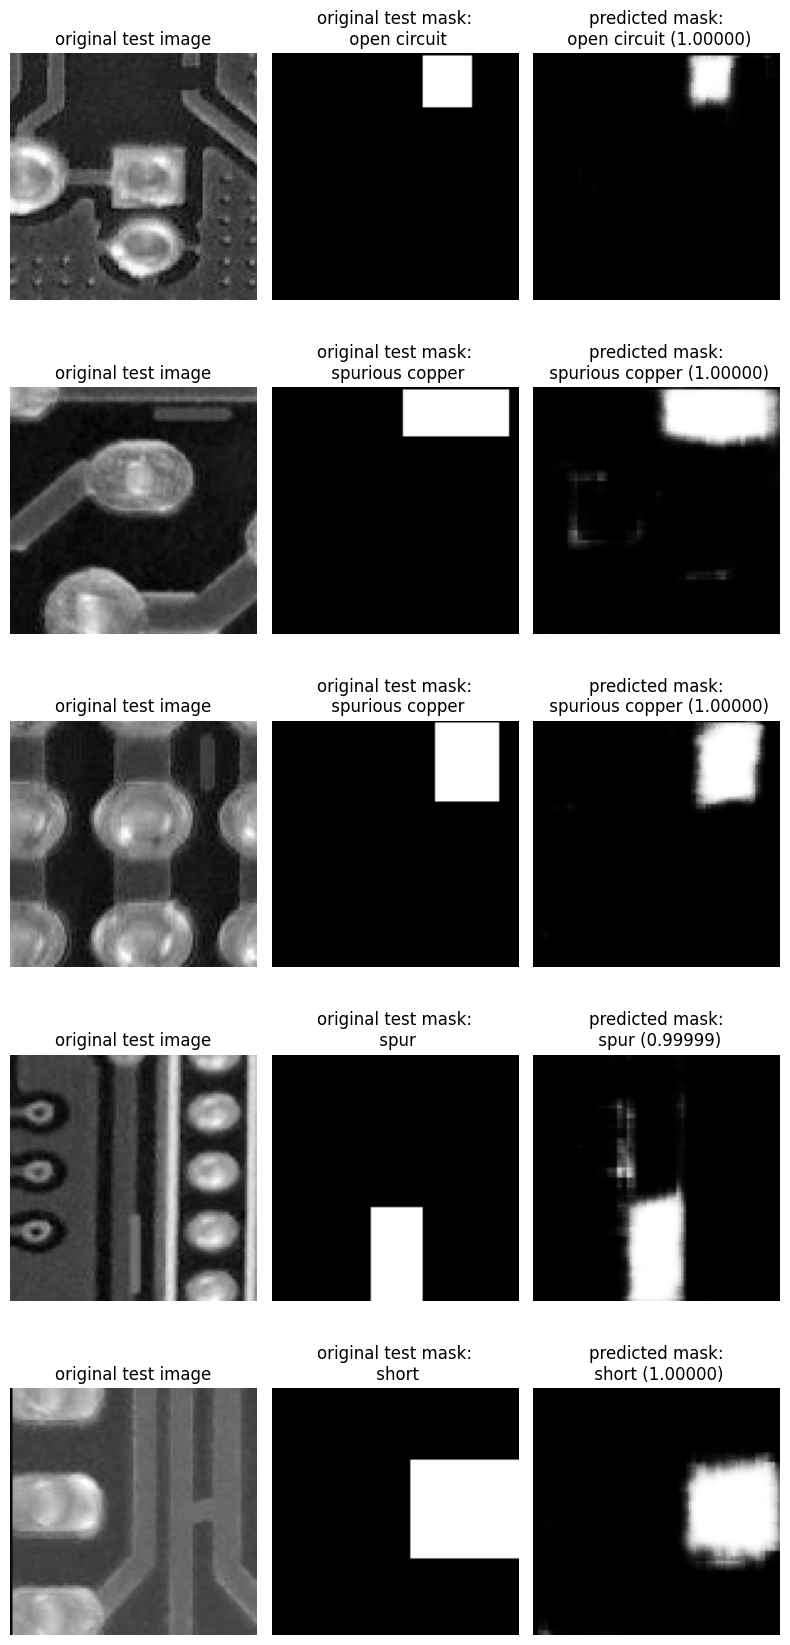 original test image
original test mask:
open circuit
predicted mask:
open circuit (1.00000)
original test image
original test mask:
spurious copper
predicted mask:
spurious copper (1.00000)
original test image
original test mask:
spurious copper
predicted mask:
spurious copper (1.00000)
original test image
original test mask:
spur
predicted mask:
spur (0.99999)
original test image
original test mask:
short
predicted mask:
short (1.00000)